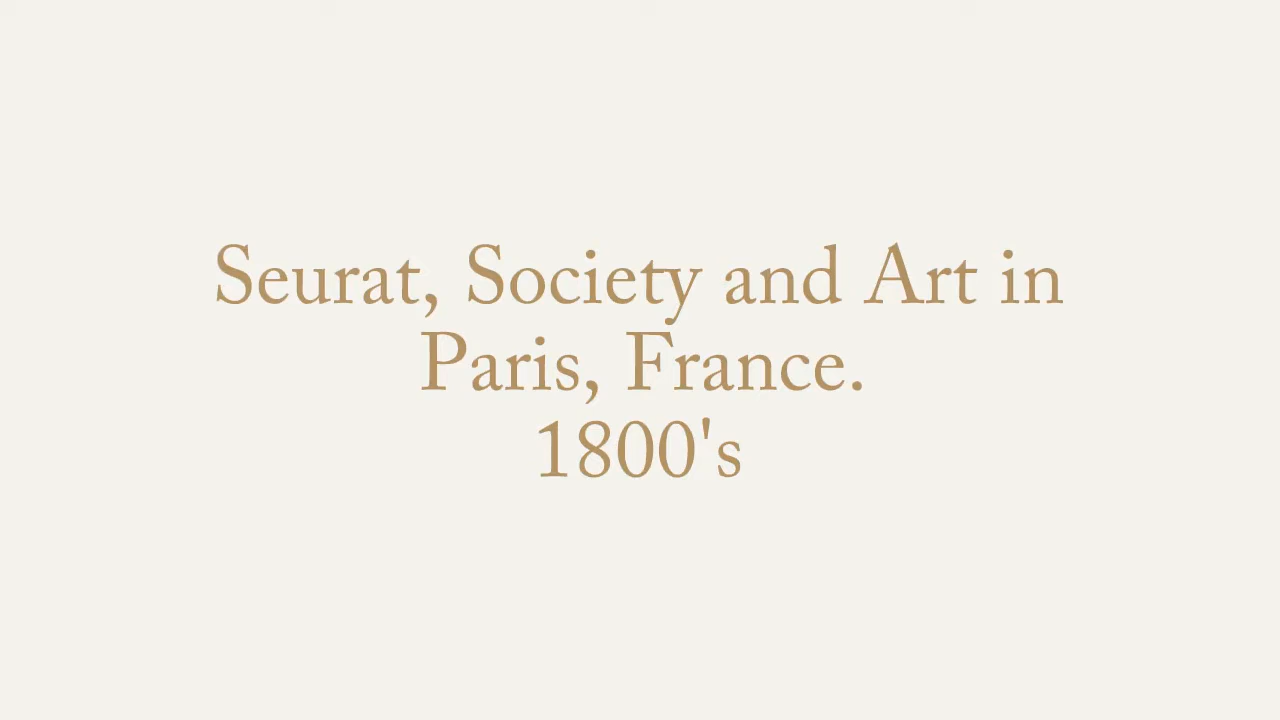 Seurat, Society and Art in
Paris, France.
1800's